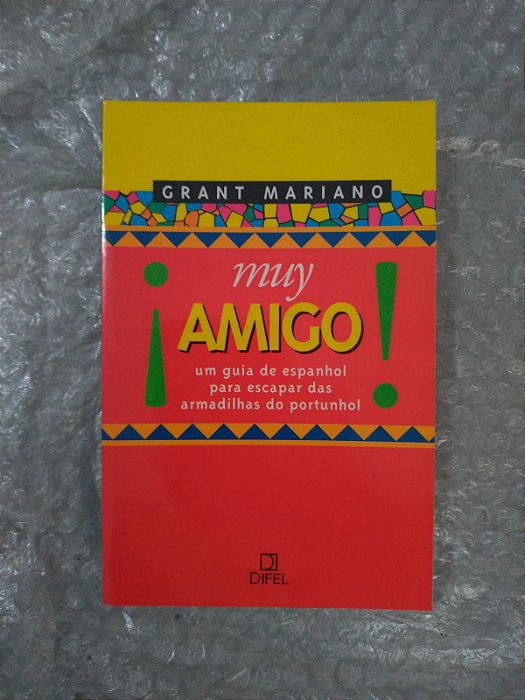 GRANT MARIANO
¡muy
AMIGO!
um guia de espanhol
para escapar das
armadilhas do portunhol
DIFEL